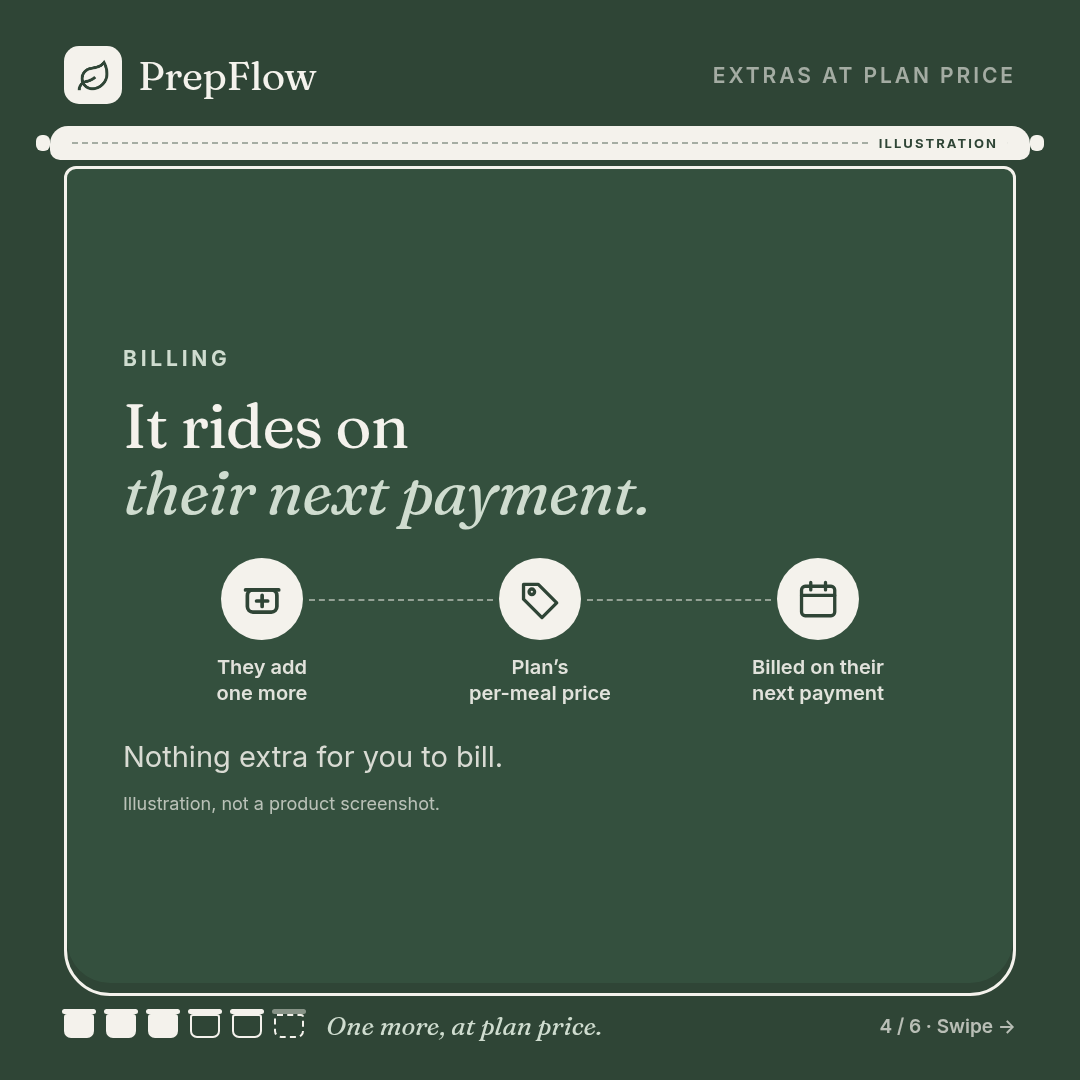 PrepFlow
EXTRAS AT PLAN PRICE
ILLUSTRATION
BILLING
It rides on
their next payment.
They add
one more
Plan’s
per-meal price
Billed on their
next payment
Nothing extra for you to bill.
Illustration, not a product screenshot.
One more, at plan price.
4 / 6 · Swipe →